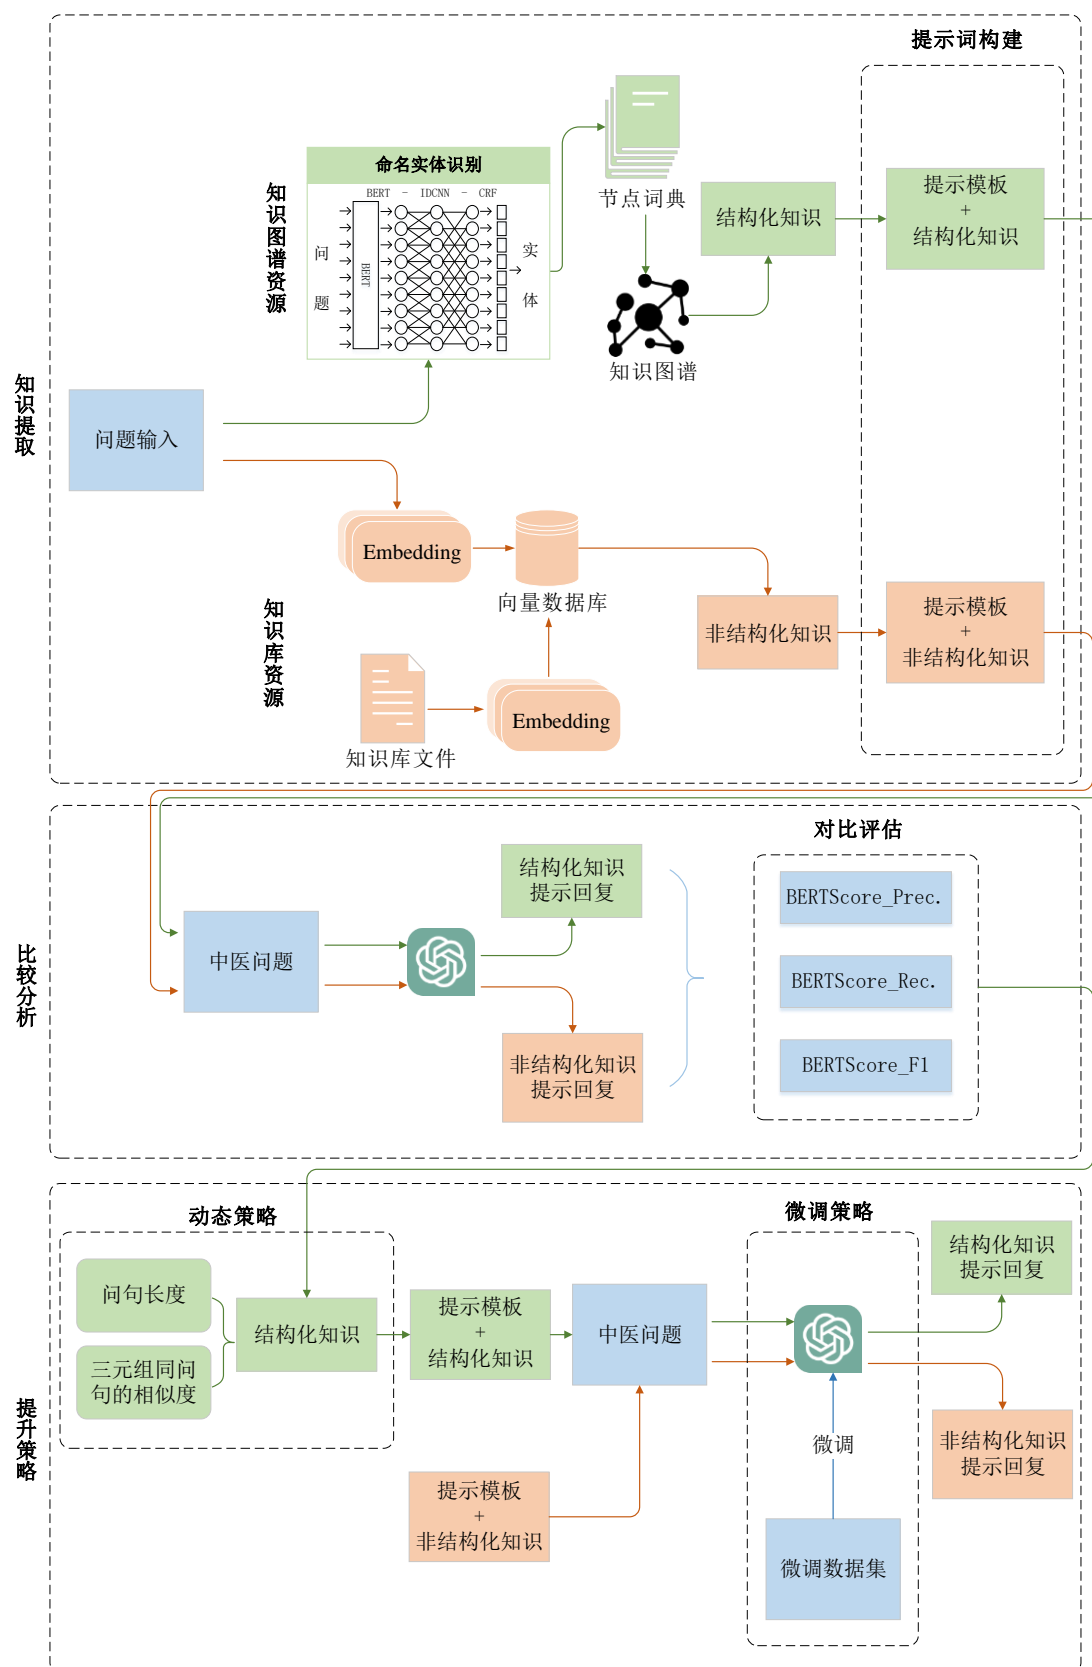 提示词构建
命名实体识别
BERT - IDCNN - CRF
问
题
BERT
实
体
知识图谱资源
节点词典
知识图谱
结构化知识
提示模板
+
结构化知识
知识提取
问题输入
Embedding
向量数据库
知识库资源
知识库文件
Embedding
非结构化知识
提示模板
+
非结构化知识
对比评估
比较分析
中医问题
结构化知识
提示回复
非结构化知识
提示回复
BERTScore_Prec.
BERTScore_Rec.
BERTScore_F1
动态策略
微调策略
提升策略
问句长度
三元组同问
句的相似度
结构化知识
提示模板
+
结构化知识
中医问题
结构化知识
提示回复
非结构化知识
提示回复
提示模板
+
非结构化知识
微调
微调数据集